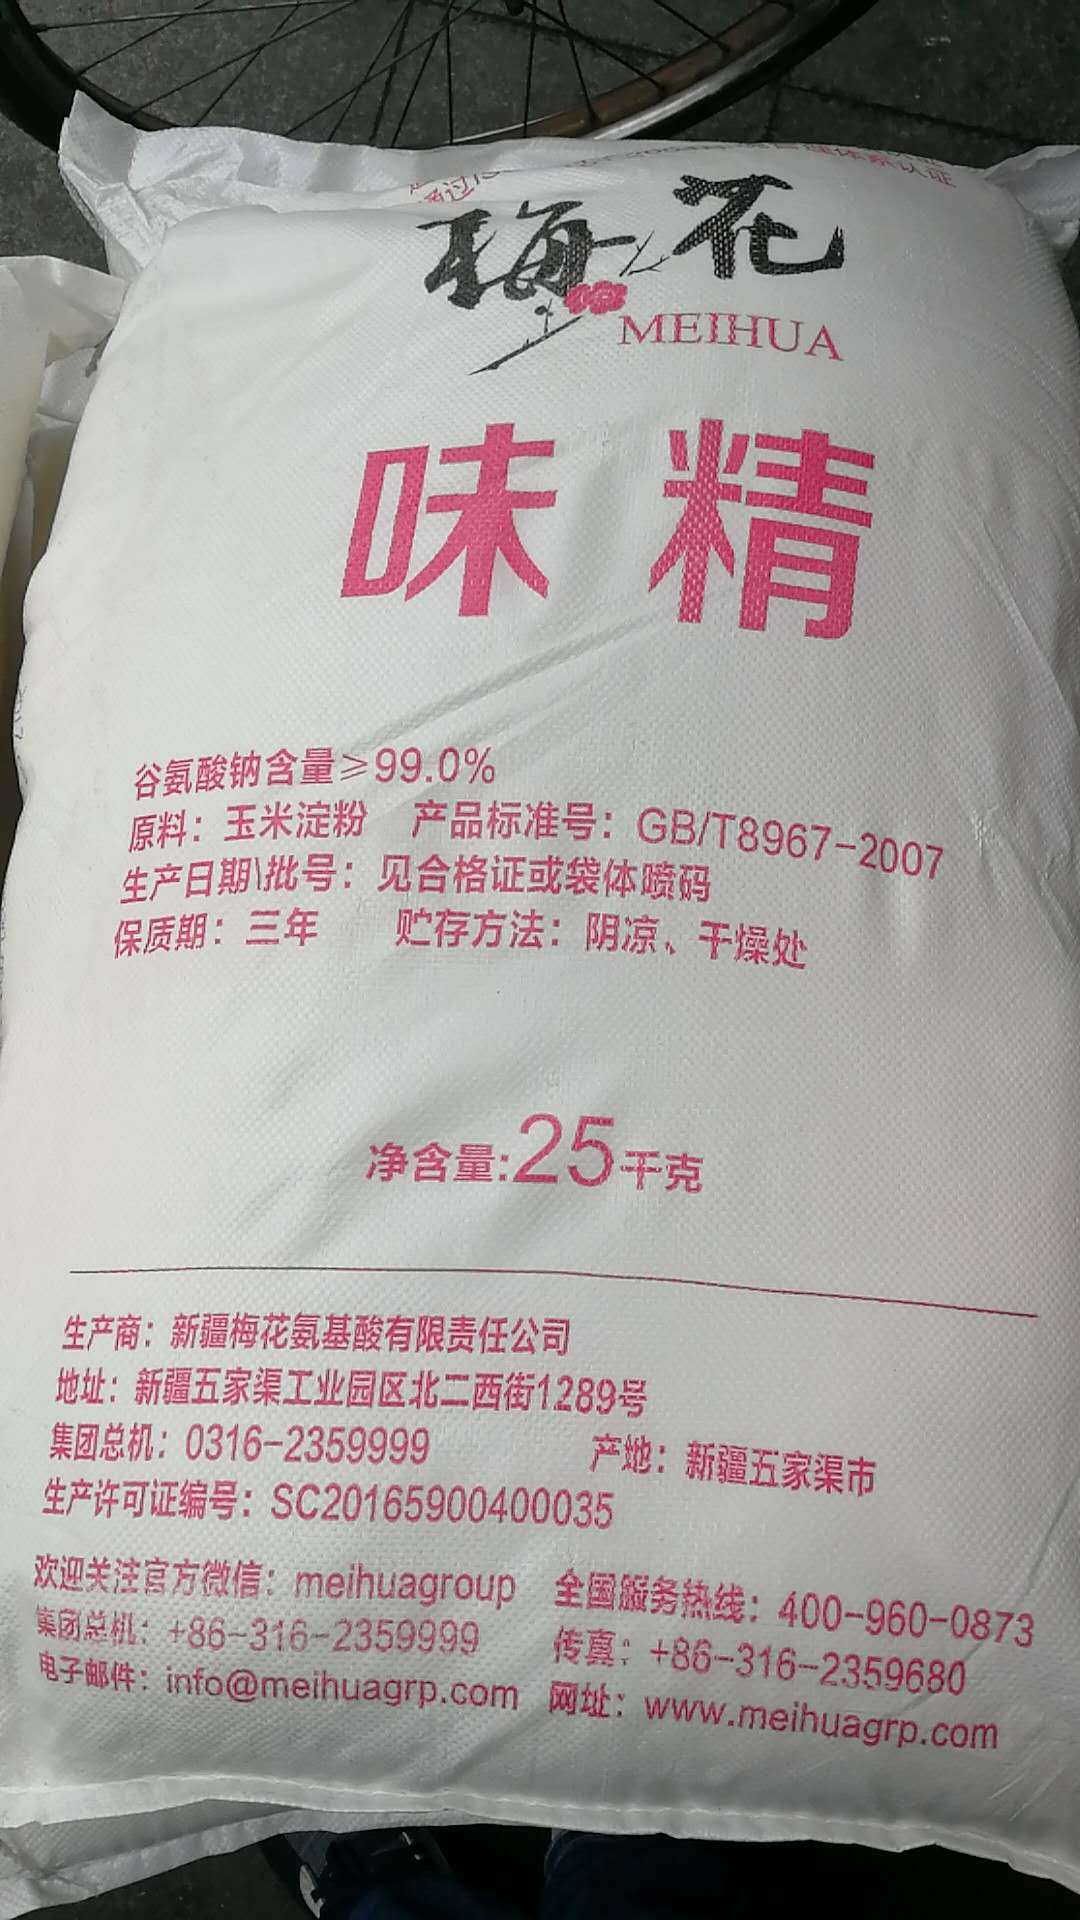 体系认证
通过
梅花
MEIHUA
味精
谷氨酸钠含量≥99.0%
原料：玉米淀粉 产品标准号：GB/T8967-2007
生产日期\批号：见合格证或袋体喷码
保质期：三年 贮存方法：阴凉、干燥处
净含量:25千克
生产商：新疆梅花氨基酸有限责任公司
地址：新疆五家渠工业园区北二西街1289号
集团总机：0316-2359999 产地：新疆五家渠市
生产许可证编号：SC20165900400035
欢迎关注官方微信：meihuagroup 全国服务热线：400-960-0873
集团总机：+86-316-2359999 传真：+86-316-2359680
电子邮件：info@meihuagrp.com 网址：www.meihuagrp.com